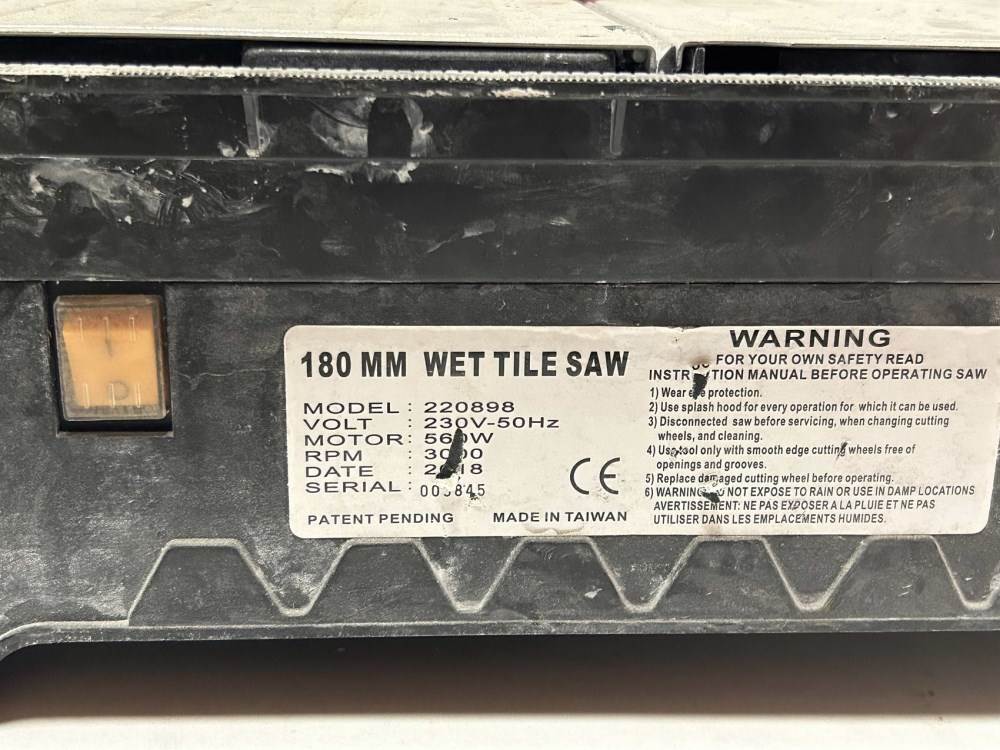 180 MM WET TILE SAW
MODEL : 220898
VOLT : 230V-50Hz
MOTOR: 560W
RPM : 3000
DATE :
SERIAL :
CE
PATENT PENDING MADE IN TAIWAN
WARNING
FOR YOUR OWN SAFETY READ
INSTRUCTION MANUAL BEFORE OPERATING SAW
1) Wear eye protection.
2) Use splash hood for every operation for which it can be used.
3) Disconnected saw before servicing, when changing cutting
wheels, and cleaning.
4) Use tool only with smooth edge cutting wheels free of
openings and grooves.
5) Replace damaged cutting wheel before operating.
6) WARNING: DO NOT EXPOSE TO RAIN OR USE IN DAMP LOCATIONS
AVERTISSEMENT: NE PAS EXPOSER A LA PLUIE ET NE PAS
UTILISER DANS LES EMPLACEMENTS HUMIDES.